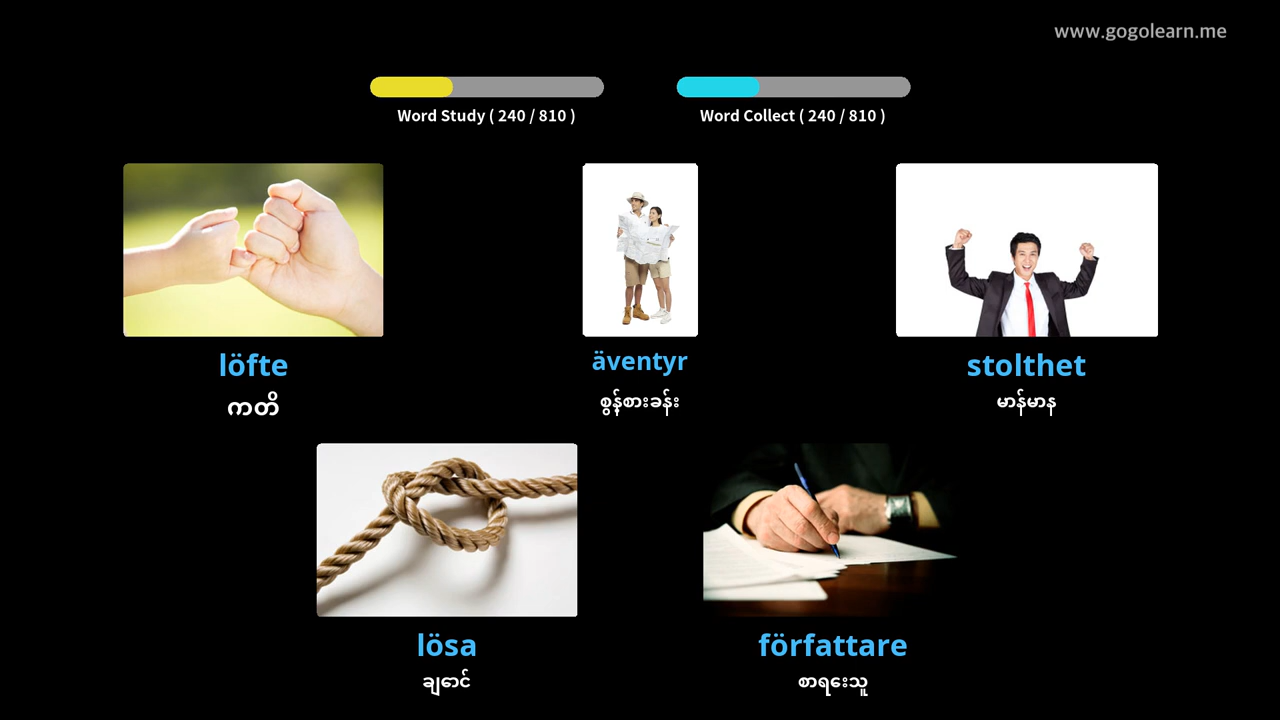 www.gogolearn.me
Word Study ( 240 / 810 )
Word Collect ( 240 / 810 )
löfte
ကတိ
äventyr
စွန့်စားခန်း
stolthet
မာန်မာန
lösa
ချောင်
författare
စာရေးသူ